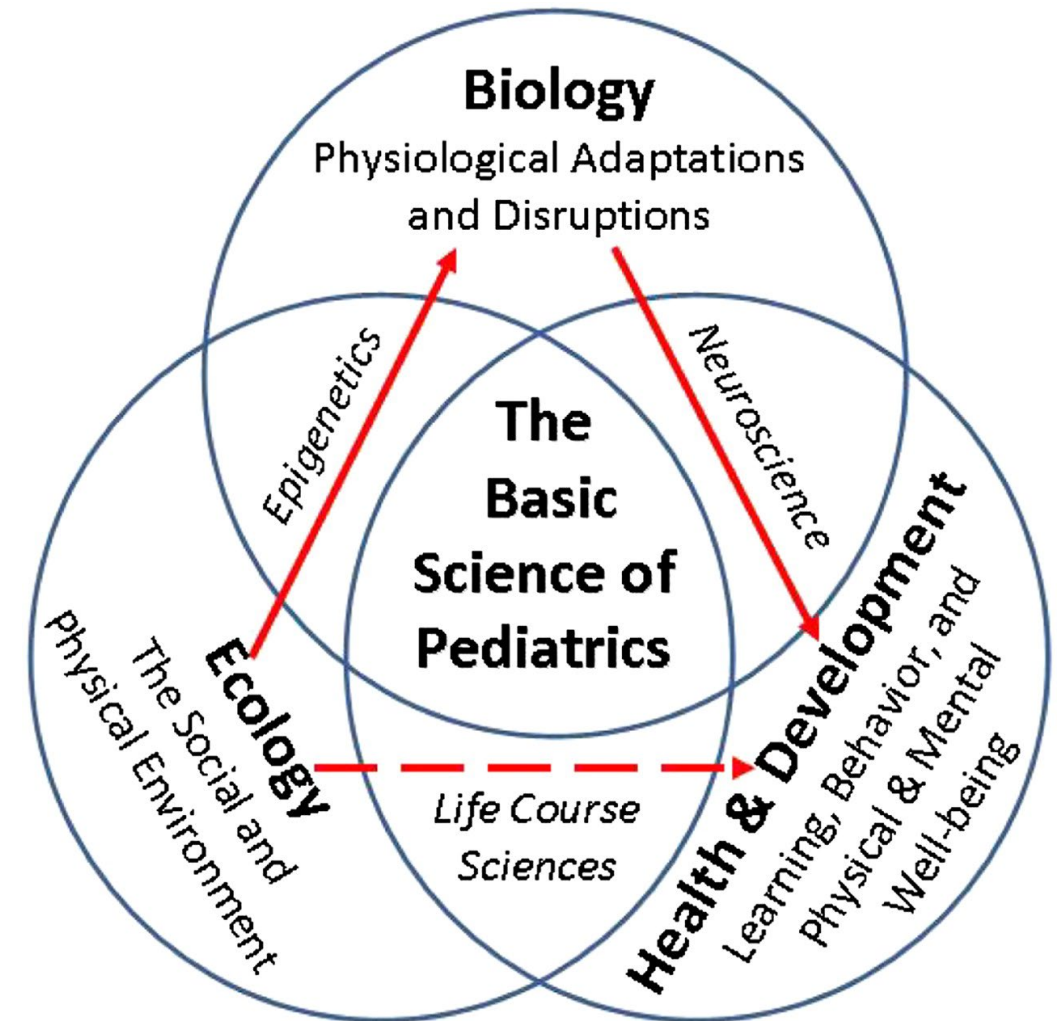 Biology
Physiological Adaptations
and Disruptions
Epigenetics
Neuroscience
The
Basic
Science of
Pediatrics
Ecology
The Social and
Physical Environment
Life Course
Sciences
Health & Development
Learning, Behavior, and
Physical & Mental
Well-being